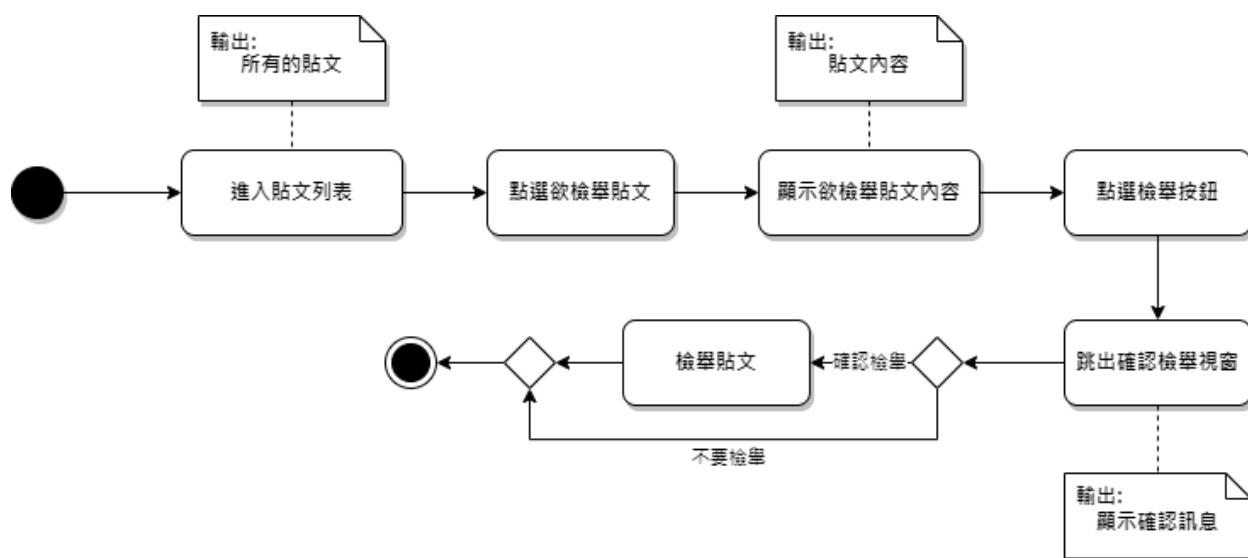 輸出:
所有的貼文
輸出:
貼文內容
進入貼文列表
點選欲檢舉貼文
顯示欲檢舉貼文內容
點選檢舉按鈕
檢舉貼文
確認檢舉
跳出確認檢舉視窗
不要檢舉
輸出:
顯示確認訊息